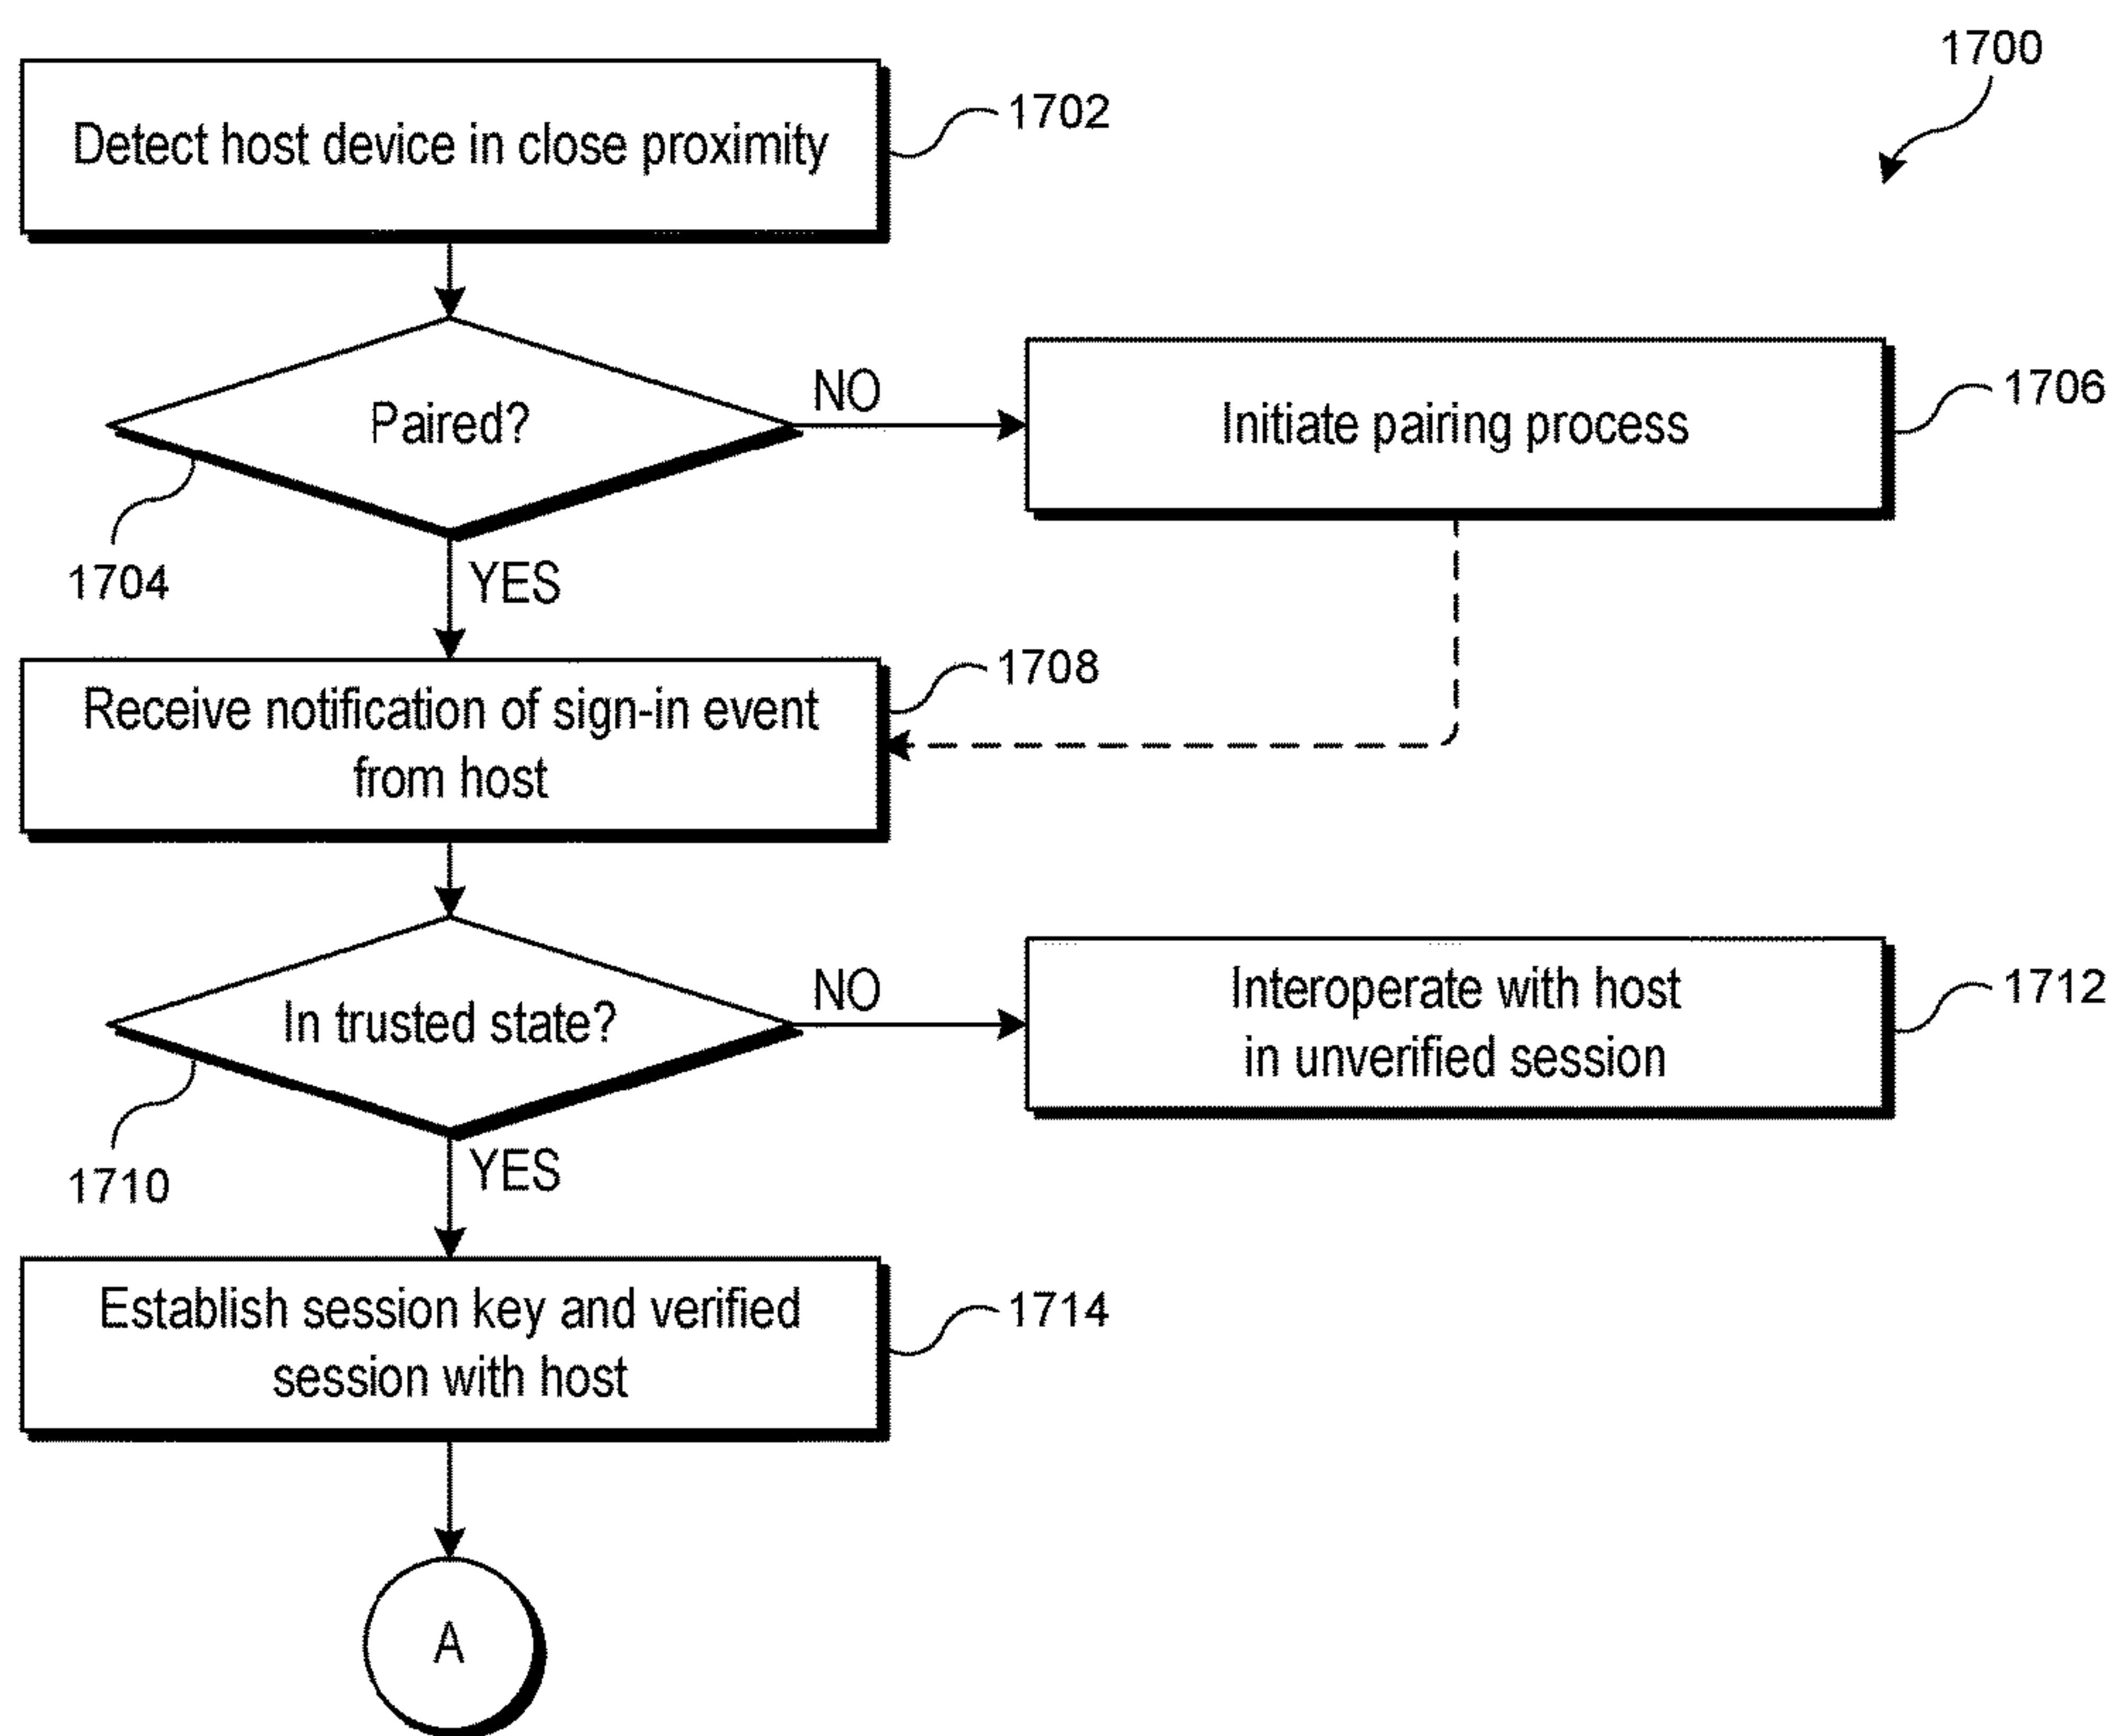 1700
Detect host device in close proximity
1702
Paired?
NO
Initiate pairing process
1706
1704
YES
Receive notification of sign-in event
from host
1708
In trusted state?
NO
Interoperate with host
in unverified session
1712
1710
YES
Establish session key and verified
session with host
1714
A